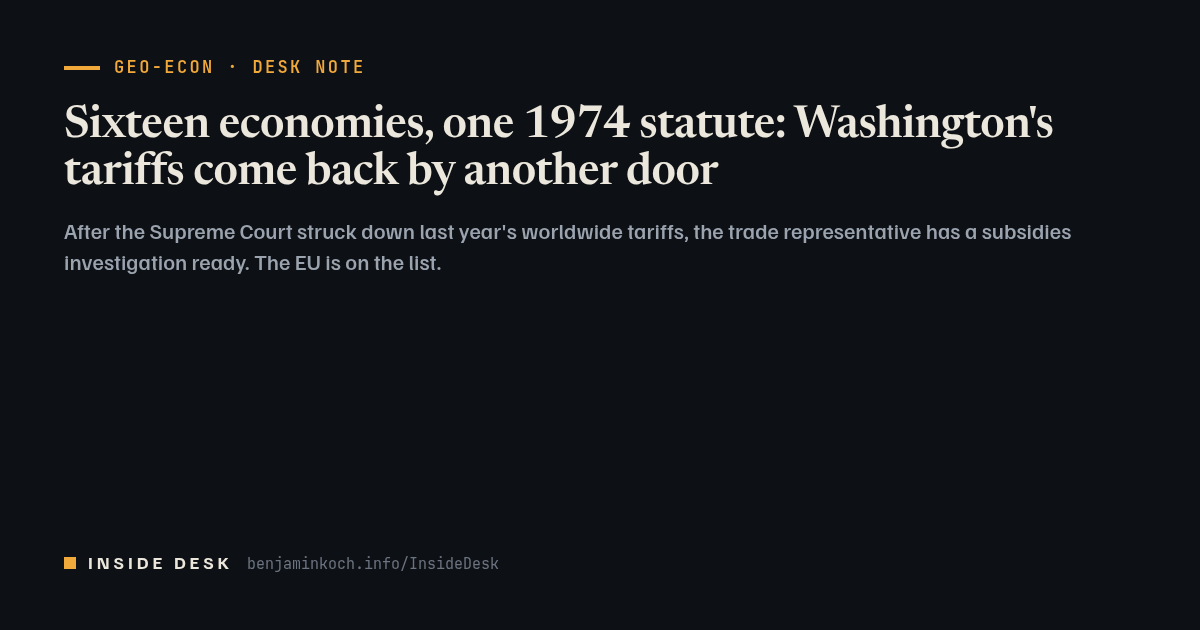 GEO-ECON · DESK NOTE
Sixteen economies, one 1974 statute: Washington's
tariffs come back by another door
After the Supreme Court struck down last year's worldwide tariffs, the trade representative has a subsidies
investigation ready. The EU is on the list.
INSIDE DESK benjaminkoch.info/InsideDesk